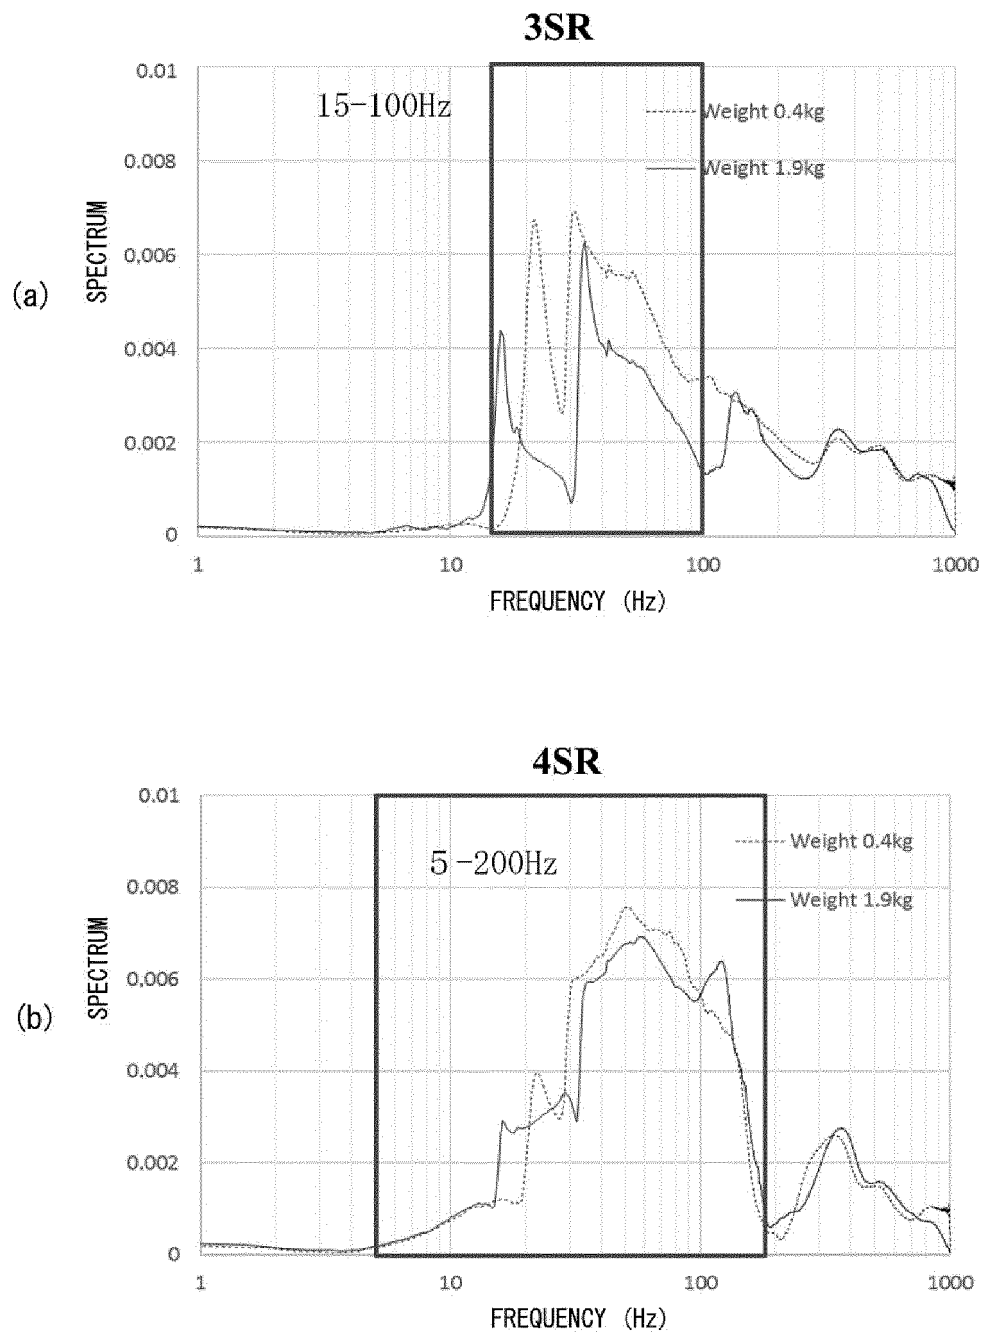 3SR
0.01
15-100Hz
Weight 0.4kg
0.008
Weight 1.9kg
0,006
SPECTRUM
(a)
0.004
0.002
0
1 10 100 1000
FREQUENCY (Hz)
4SR
0.01
Weight 0.4kg
5-200Hz
0.008
Weight 1.9kg
SPECTRUM
0,006
(b)
0.004
0.002
0
1 10 100 1000
FREQUENCY (Hz)